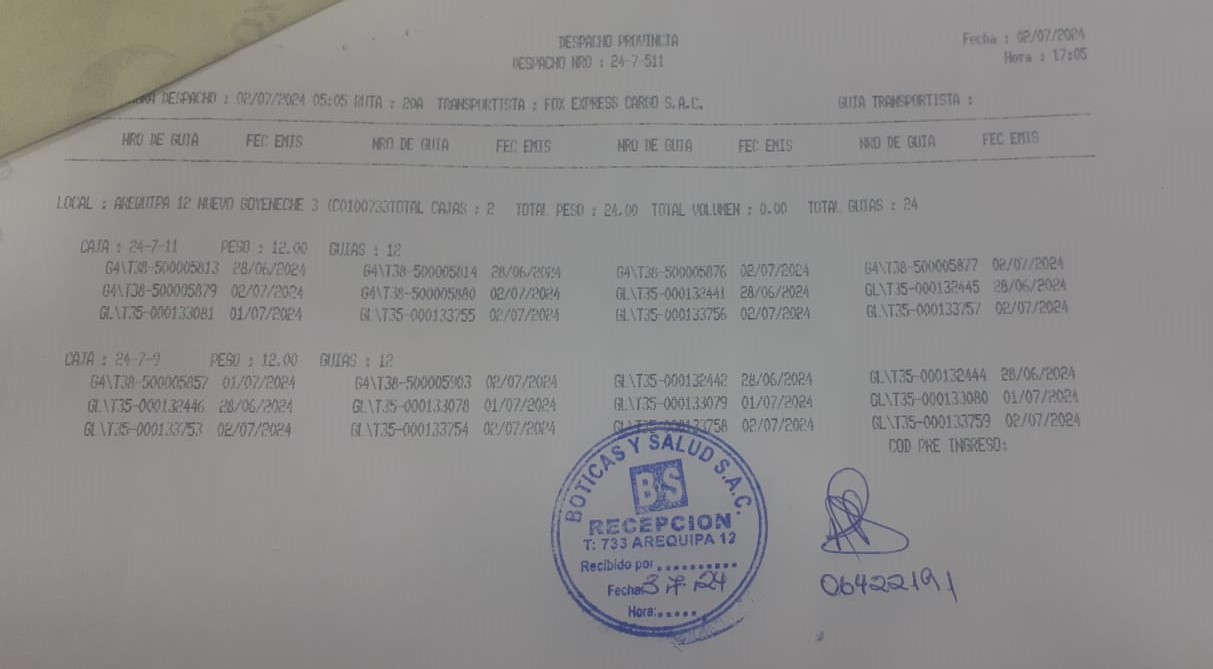 DESPACHO PROVINCIA
Fecha : 02/07/2024
DESPACHO NRO : 24-7-511
Hora : 17:05
DESPACHO : 02/07/2024 05:05 RUTA : 20A TRANSPORTISTA : FOX EXPRESS CARGO S.A.C. GUIA TRANSPORTISTA :
NRO DE GUIA FEC EMIS NRO DE GUIA FEC EMIS NRO DE GUIA FEC EMIS NRO DE GUIA FEC EMIS
LOCAL : AREQUIPA 12 NUEVO GOYENECHE 3 (C0100733TOTAL CAJAS : 2 TOTAL PESO : 24.00 TOTAL VOLUMEN : 0.00 TOTAL GUIAS : 24
CAJA : 24-7-11 PESO : 12.00 GUIAS : 12
G4\T38-500005813 28/06/2024 G4\T38-500005814 28/06/2024 G4\T38-500005876 02/07/2024 G4\T38-500005877 02/07/2024
G4\T38-500005879 02/07/2024 G4\T38-500005880 02/07/2024 GL\T35-000132441 28/06/2024 GL\T35-000132445 28/06/2024
GL\T35-000133081 01/07/2024 GL\T35-000133755 02/07/2024 GL\T35-000133756 02/07/2024 GL\T35-000133757 02/07/2024
CAJA : 24-7-9 PESO : 12.00 GUIAS : 12
G4\T38-500005857 01/07/2024 G4\T38-500005903 02/07/2024 GL\T35-000132442 28/06/2024 GL\T35-000132444 28/06/2024
GL\T35-000132446 28/06/2024 GL\T35-000133078 01/07/2024 GL\T35-000133079 01/07/2024 GL\T35-000133080 01/07/2024
GL\T35-000133753 02/07/2024 GL\T35-000133754 02/07/2024 GL\T35-000133758 02/07/2024 GL\T35-000133759 02/07/2024
COD PRE INGRESO:
BOTICAS Y SALUD S.A.C.
BS
RECEPCION
T: 733 AREQUIPA 12
Recibido por ..........
Fecha: 3 7 24
Hora:.....
06422191